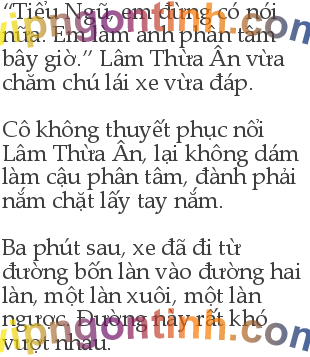 “Tiểu Ngũ, em đừng có nói
nữa. Em làm anh phân tâm
bây giờ.” Lâm Thừa Ân vừa
chăm chú lái xe vừa đáp.
Cô không thuyết phục nổi
Lâm Thừa Ân, lại không dám
làm cậu phân tâm, đành phải
nắm chặt lấy tay nắm.
Ba phút sau, xe đã đi từ
đường bốn làn vào đường hai
làn, một làn xuôi, một làn
ngược. Đường này rất khó
vượt nhau.
vipngontinh.com
vipngontinh.com